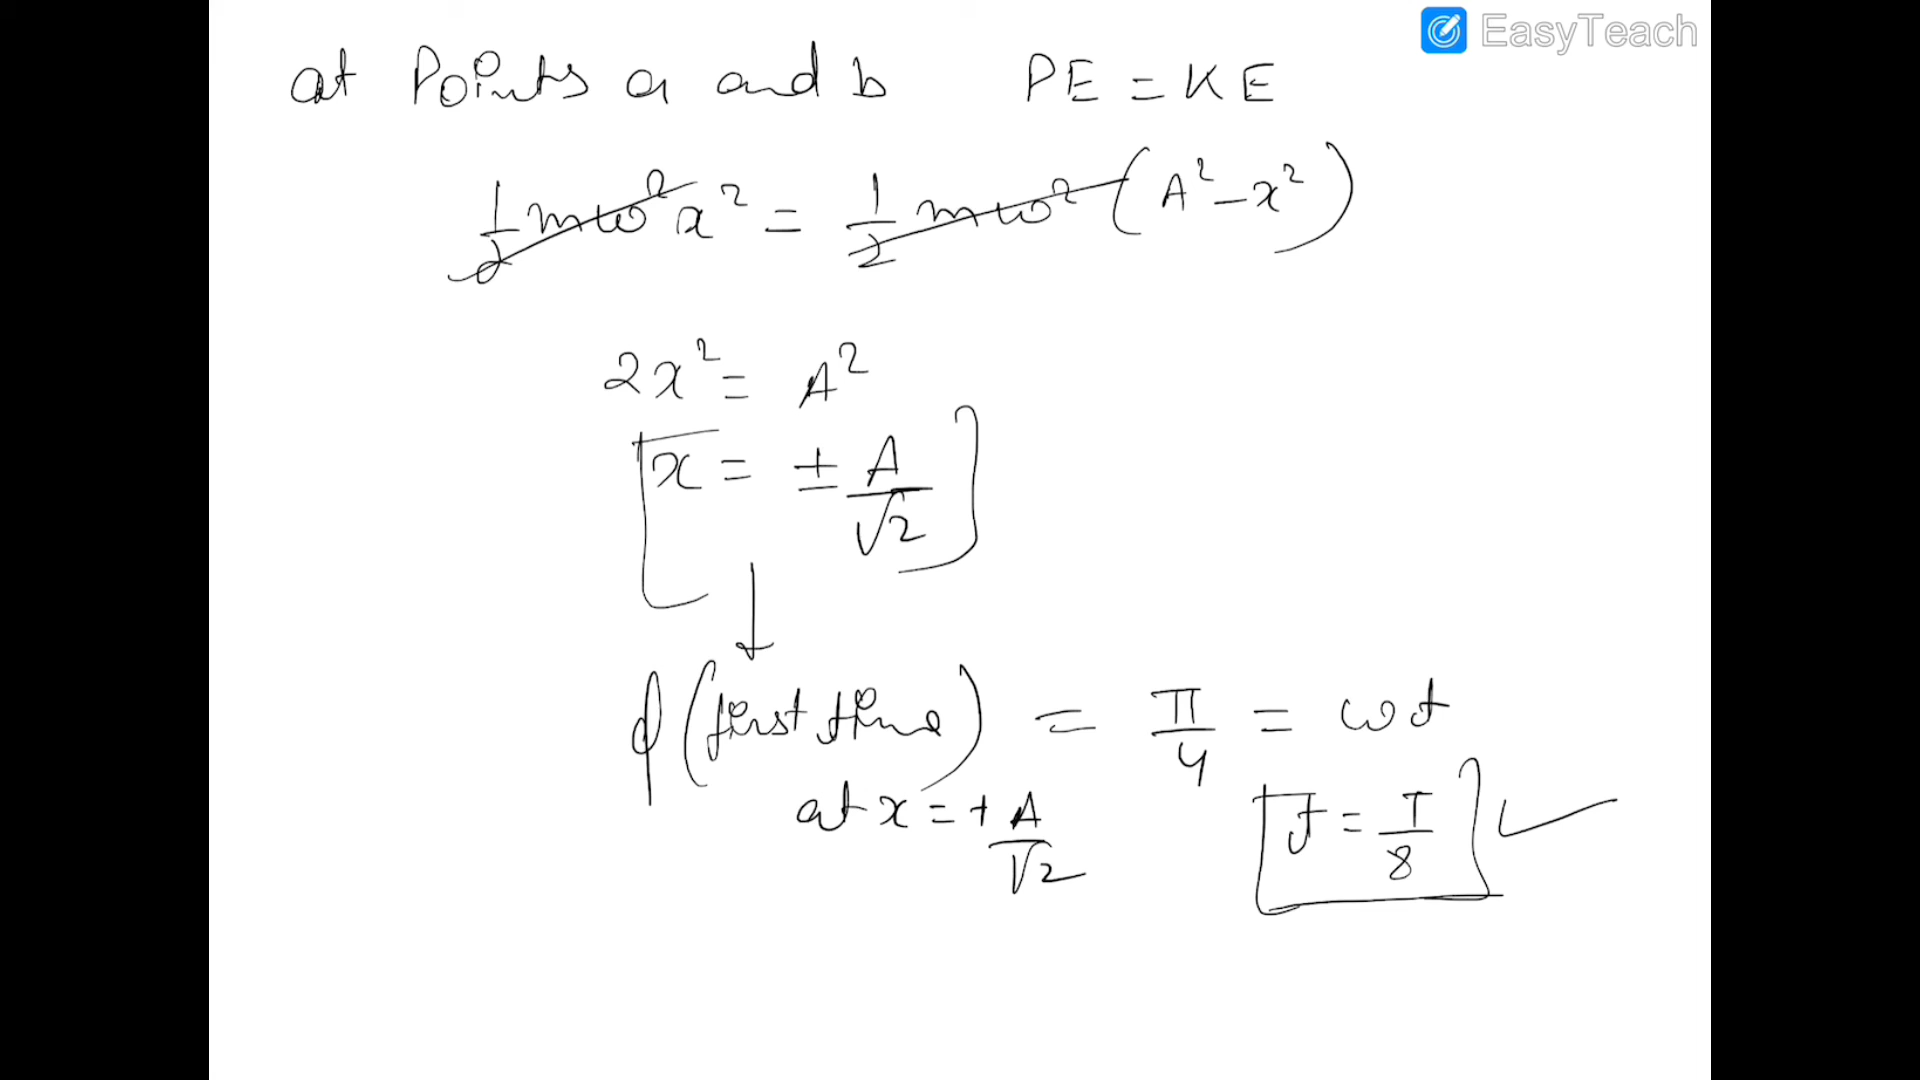 EasyTeach
at Points a and b PE = KE
1/2 mω² x² = 1/2 mω² (A² - x²)
2x² = A²
x = ± A/√2
ϕ (first time) = π/4 = ωt
at x = + A/√2
t = T/8